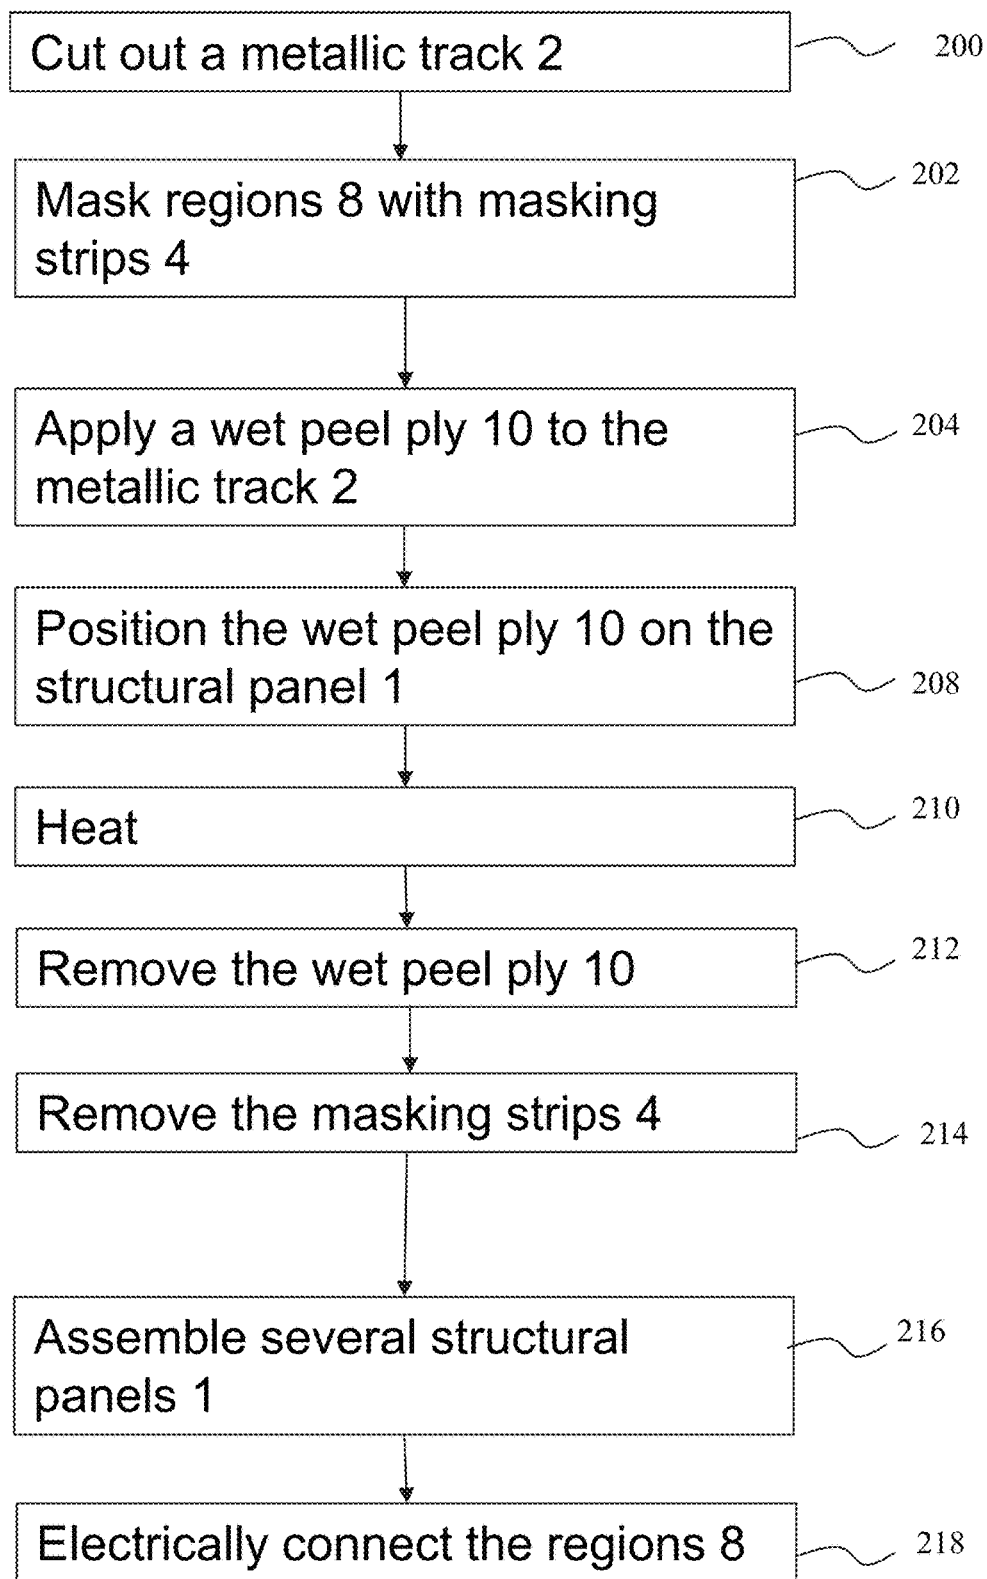 Cut out a metallic track 2
200
Mask regions 8 with masking
strips 4
202
Apply a wet peel ply 10 to the
metallic track 2
204
Position the wet peel ply 10 on the
structural panel 1
208
Heat
210
Remove the wet peel ply 10
212
Remove the masking strips 4
214
Assemble several structural
panels 1
216
Electrically connect the regions 8
218